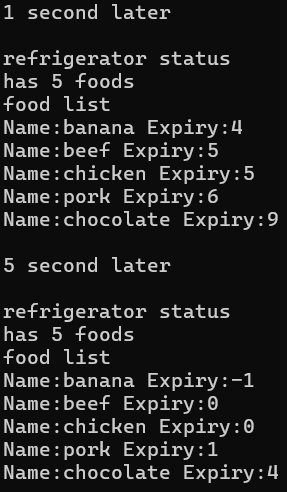 1 second later
refrigerator status
has 5 foods
food list
Name:banana Expiry:4
Name:beef Expiry:5
Name:chicken Expiry:5
Name:pork Expiry:6
Name:chocolate Expiry:9
5 second later
refrigerator status
has 5 foods
food list
Name:banana Expiry:-1
Name:beef Expiry:0
Name:chicken Expiry:0
Name:pork Expiry:1
Name:chocolate Expiry:4